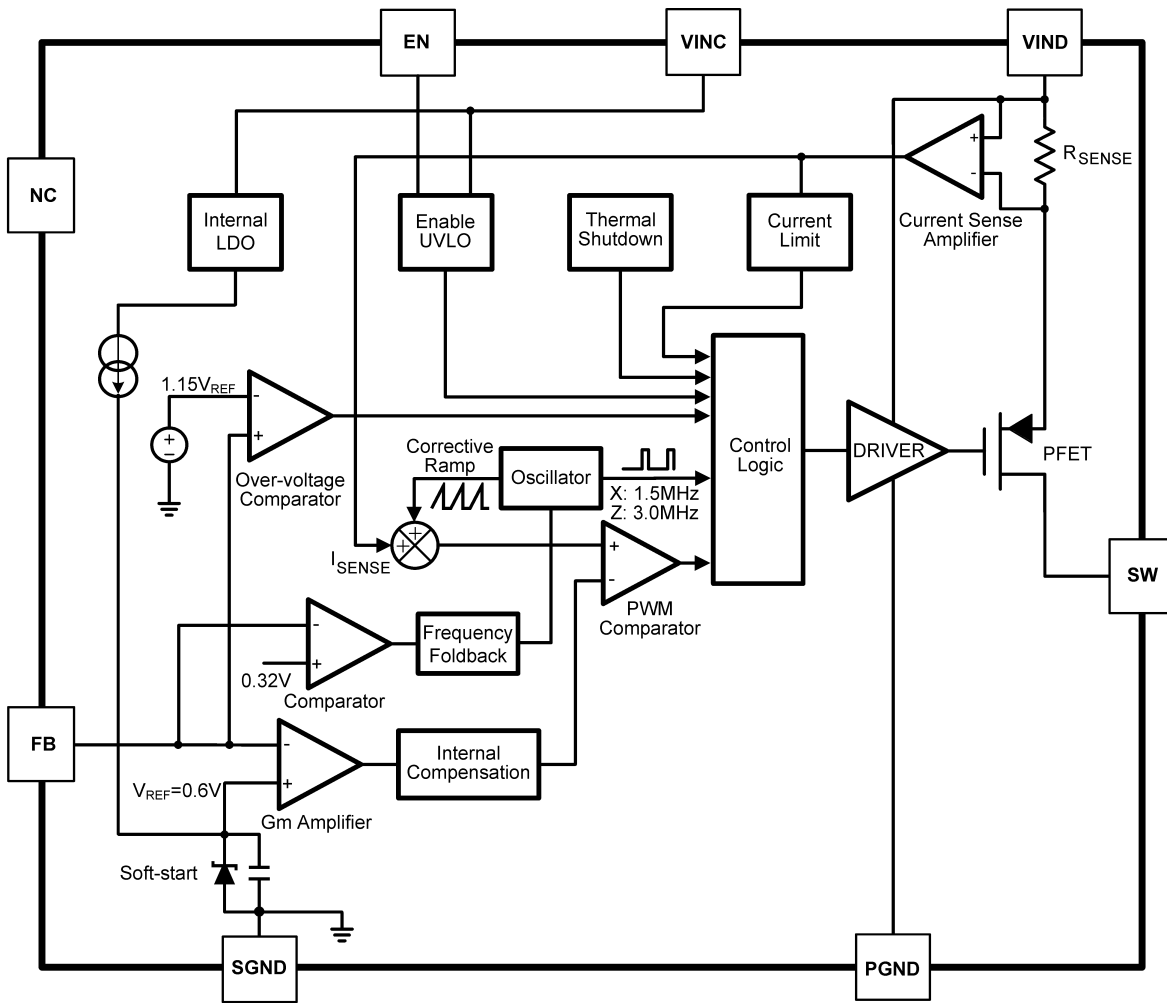 EN
VINC
VIND
NC
Internal
LDO
Enable
UVLO
Thermal
Shutdown
Current
Limit
+
-
Current Sense
Amplifier
RSENSE
1.15VREF
-
+
+
-
Over-voltage
Comparator
Corrective
Ramp
Oscillator
X: 1.5MHz
Z: 3.0MHz
Control
Logic
DRIVER
PFET
+
+
ISENSE
+
-
PWM
Comparator
SW
-
+
0.32V
Comparator
Frequency
Foldback
FB
-
+
VREF=0.6V
Gm Amplifier
Internal
Compensation
Soft-start
SGND
PGND